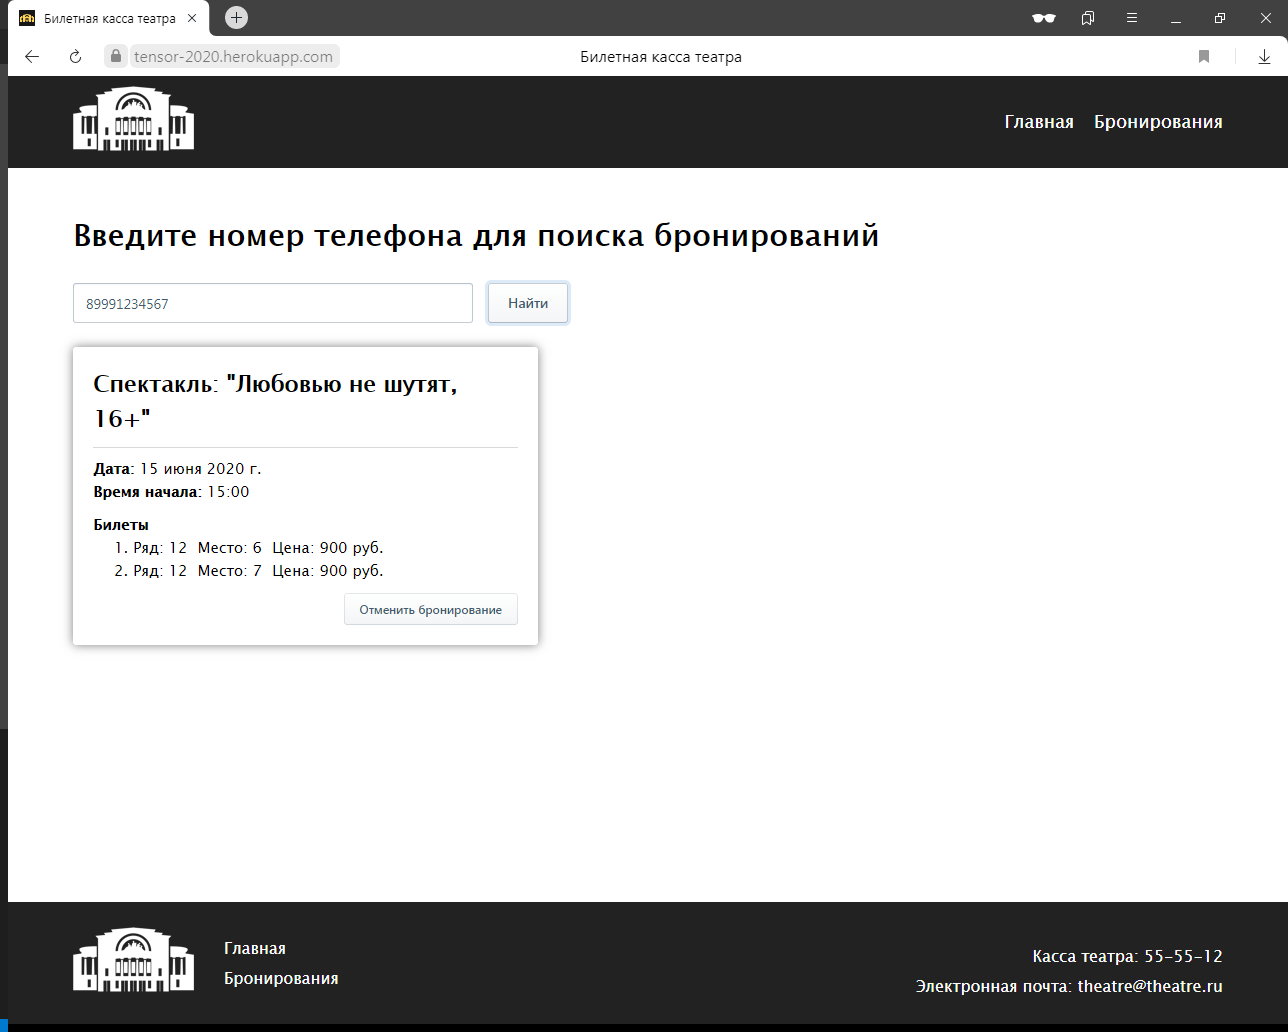 Билетная касса театра
tensor-2020.herokuapp.com
Билетная касса театра
Главная Бронирования
Введите номер телефона для поиска бронирований
89991234567
Найти
Спектакль: "Любовью не шутят,
16+"
Дата: 15 июня 2020 г.
Время начала: 15:00
Билеты
1. Ряд: 12 Место: 6 Цена: 900 руб.
2. Ряд: 12 Место: 7 Цена: 900 руб.
Отменить бронирование
Главная
Бронирования
Касса театра: 55-55-12
Электронная почта: theatre@theatre.ru